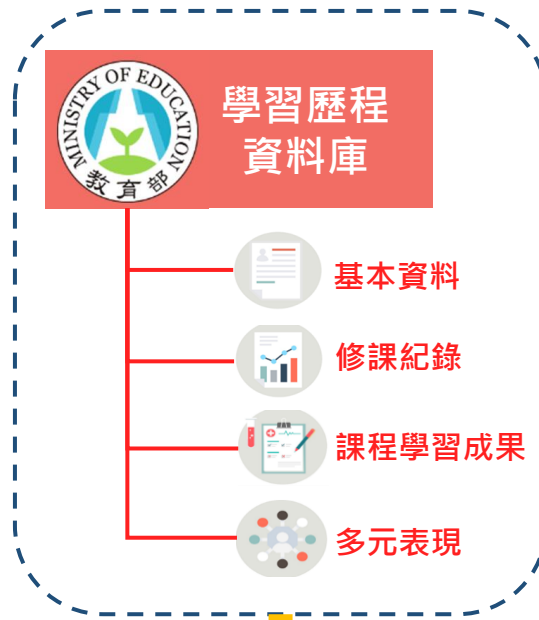 MINISTRY OF EDUCATION
教育部
學習歷程
資料庫
基本資料
修課紀錄
課程學習成果
多元表現